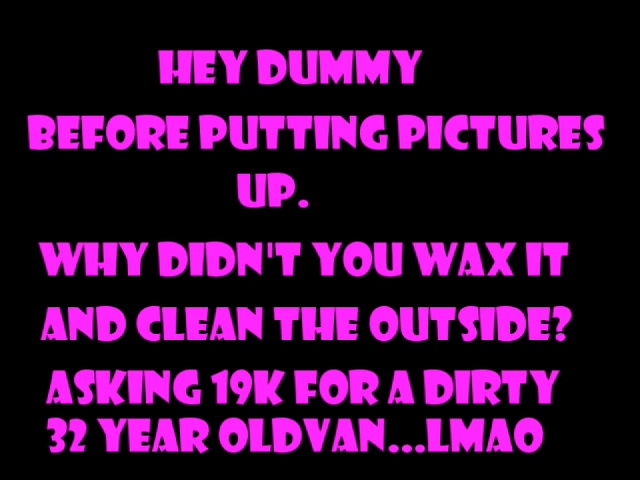 HEY DUMMY
BEFORE PUTTING PICTURES
UP.
WHY DIDN'T YOU WAX IT
AND CLEAN THE OUTSIDE?
ASKING 19K FOR A DIRTY
32 YEAR OLDVAN...LMAO